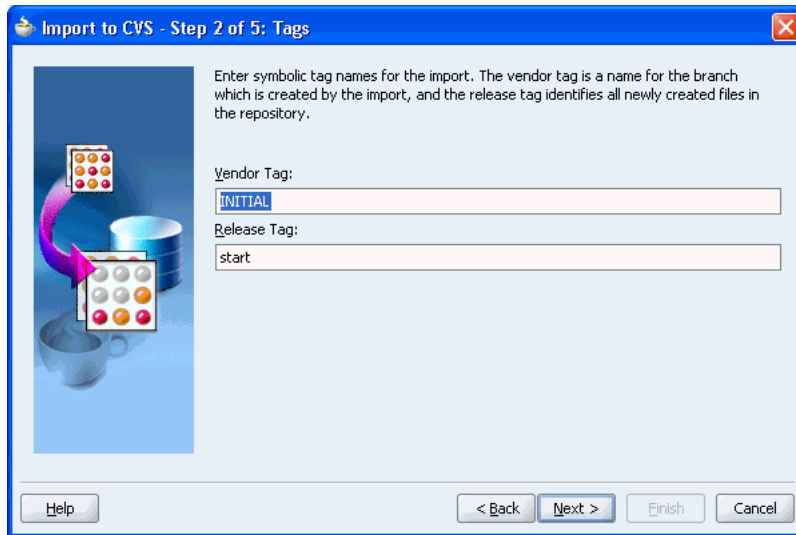 Import to CVS - Step 2 of 5: Tags
Enter symbolic tag names for the import. The vendor tag is a name for the branch
which is created by the import, and the release tag identifies all newly created files in
the repository.
Vendor Tag:
INITIAL
Release Tag:
start
Help
< Back
Next >
Finish
Cancel